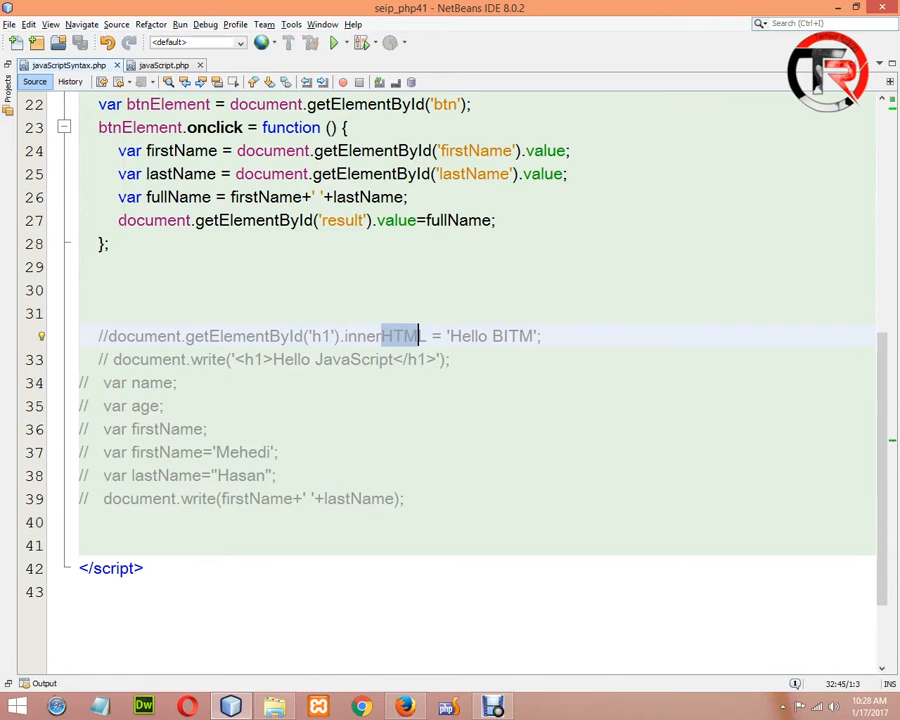 seip_php41 - NetBeans IDE 8.0.2
File Edit View Navigate Source Refactor Run Debug Profile Team Tools Window Help
Search (Ctrl+I)
<default>
javaScriptSyntax.php javaScript.php
Source History
Projects
22 var btnElement = document.getElementById('btn');
23 btnElement.onclick = function () {
24 var firstName = document.getElementById('firstName').value;
25 var lastName = document.getElementById('lastName').value;
26 var fullName = firstName+' '+lastName;
27 document.getElementById('result').value=fullName;
28 };
29
30
31
//document.getElementById('h1').innerHTML = 'Hello BITM';
33 // document.write('<h1>Hello JavaScript</h1>');
34 // var name;
35 // var age;
36 // var firstName;
37 // var firstName='Mehedi';
38 // var lastName="Hasan";
39 // document.write(firstName+' '+lastName);
40
41
42 </script>
43
Output
1
32:45/1:3 INS
Dw
php
10:28 AM
1/17/2017